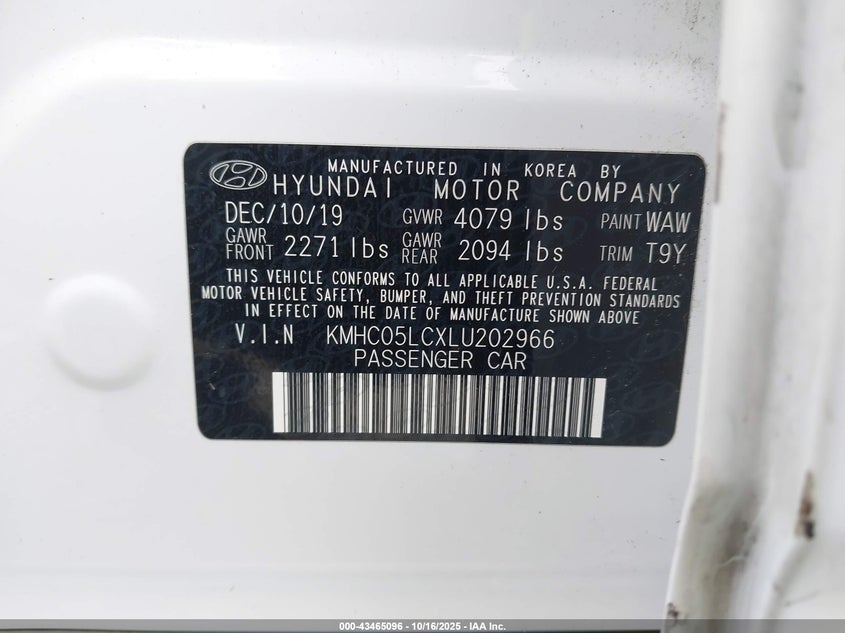 MANUFACTURED IN KOREA BY
HYUNDAI MOTOR COMPANY
DEC/10/19 GVWR 4079 lbs PAINT WAW
GAWR FRONT 2271 lbs GAWR REAR 2094 lbs TRIM T9Y
THIS VEHICLE CONFORMS TO ALL APPLICABLE U.S.A. FEDERAL
MOTOR VEHICLE SAFETY, BUMPER, AND THEFT PREVENTION STANDARDS
IN EFFECT ON THE DATE OF MANUFACTURE SHOWN ABOVE
V.I.N KMHC05LCXLU202966
PASSENGER CAR
000-43465096 - 10/16/2025 - IAA Inc.